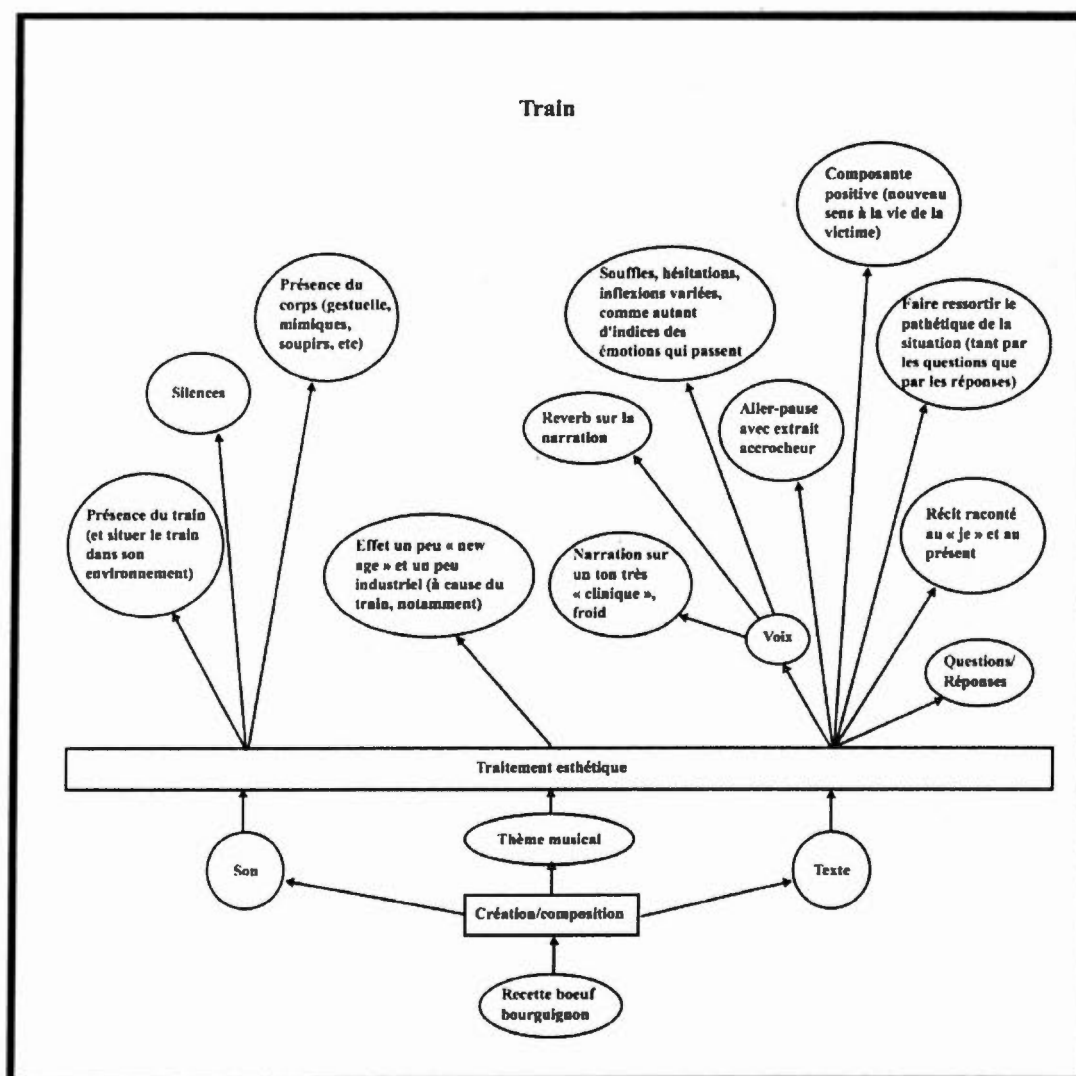 Train
Composante
positive (nouveau
sens à la vie de la
victime)
Souffles, hésitations,
inflexions variées,
comme autant
d'indices des
émotions qui passent
Présence du
corps (gestuelle,
mimiques,
soupirs, etc)
Faire ressortir le
pathétique de la
situation (tant par
les questions que
par les réponses)
Silences
Reverb sur la
narration
Aller-pause
avec extrait
accrocheur
Présence du train
(et situer le train
dans son
environnement)
Effet un peu « new
age » et un peu
industriel (à cause du
train, notamment)
Narration sur
un ton très
« clinique »,
froid
Récit raconté
au « je » et au
présent
Voix
Questions/
Réponses
Traitement esthétique
Thème musical
Son
Texte
Création/composition
Recette boeuf
bourguignon